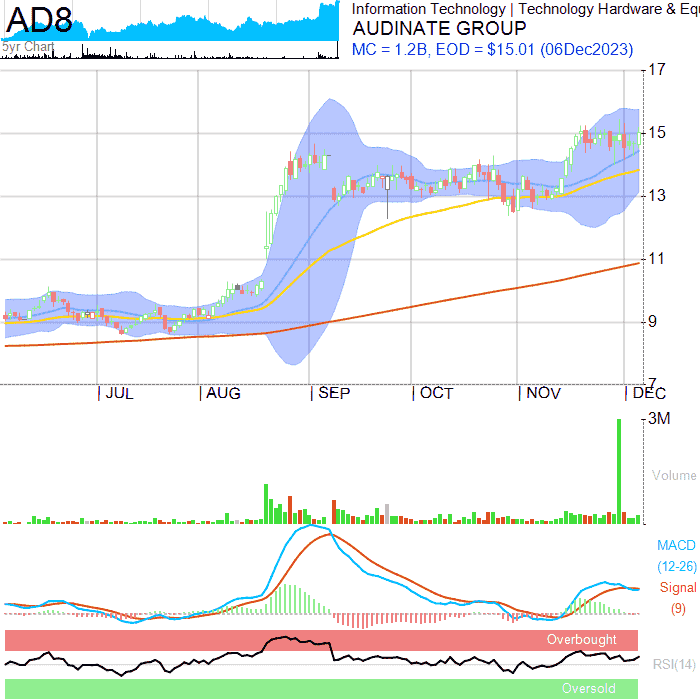 AD8
5yr Chart
Information Technology | Technology Hardware & Equ
AUDINATE GROUP
MC = 1.2B, EOD = $15.01 (06Dec2023)
17
15
13
11
9
7
JUL AUG SEP OCT NOV DEC
3M
Volume
MACD
(12-26)
Signal
(9)
Overbought
RSI(14)
Oversold